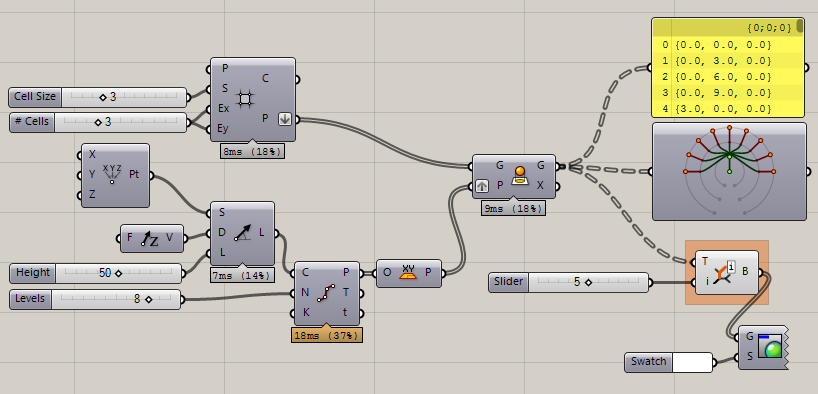 {0;0;0}
0 {0.0, 0.0, 0.0}
1 {0.0, 3.0, 0.0}
2 {0.0, 6.0, 0.0}
3 {0.0, 9.0, 0.0}
4 {3.0, 0.0, 0.0}
P
S
Ex
Ey
C
P
8ms (18%)
Cell Size 3
# Cells 3
X
Y
Z
XYZ
Pt
F Z V
S
D
L
L
7ms (14%)
Height 50
Levels 8
C
N
K
P
T
t
18ms (37%)
O XY P
G
P
G
X
9ms (18%)
Slider 5
T
i
i
B
G
S
Swatch